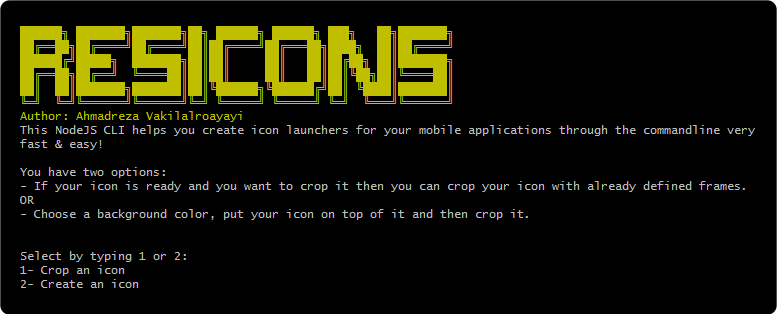 RESICONS
Author: Ahmadreza Vakilalroayayi
This NodeJS CLI helps you create icon launchers for your mobile applications through the commandline very
fast & easy!
You have two options:
- If your icon is ready and you want to crop it then you can crop your icon with already defined frames.
OR
- Choose a background color, put your icon on top of it and then crop it.
Select by typing 1 or 2:
1- Crop an icon
2- Create an icon